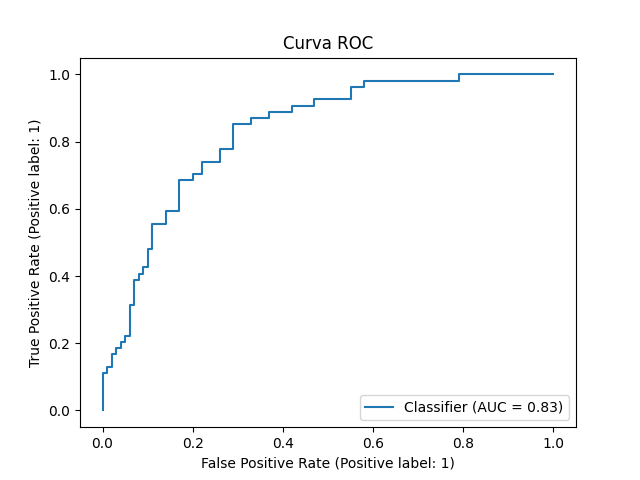 Curva ROC
True Positive Rate (Positive label: 1)
1.0
0.8
0.6
0.4
0.2
0.0
Classifier (AUC = 0.83)
0.0 0.2 0.4 0.6 0.8 1.0
False Positive Rate (Positive label: 1)